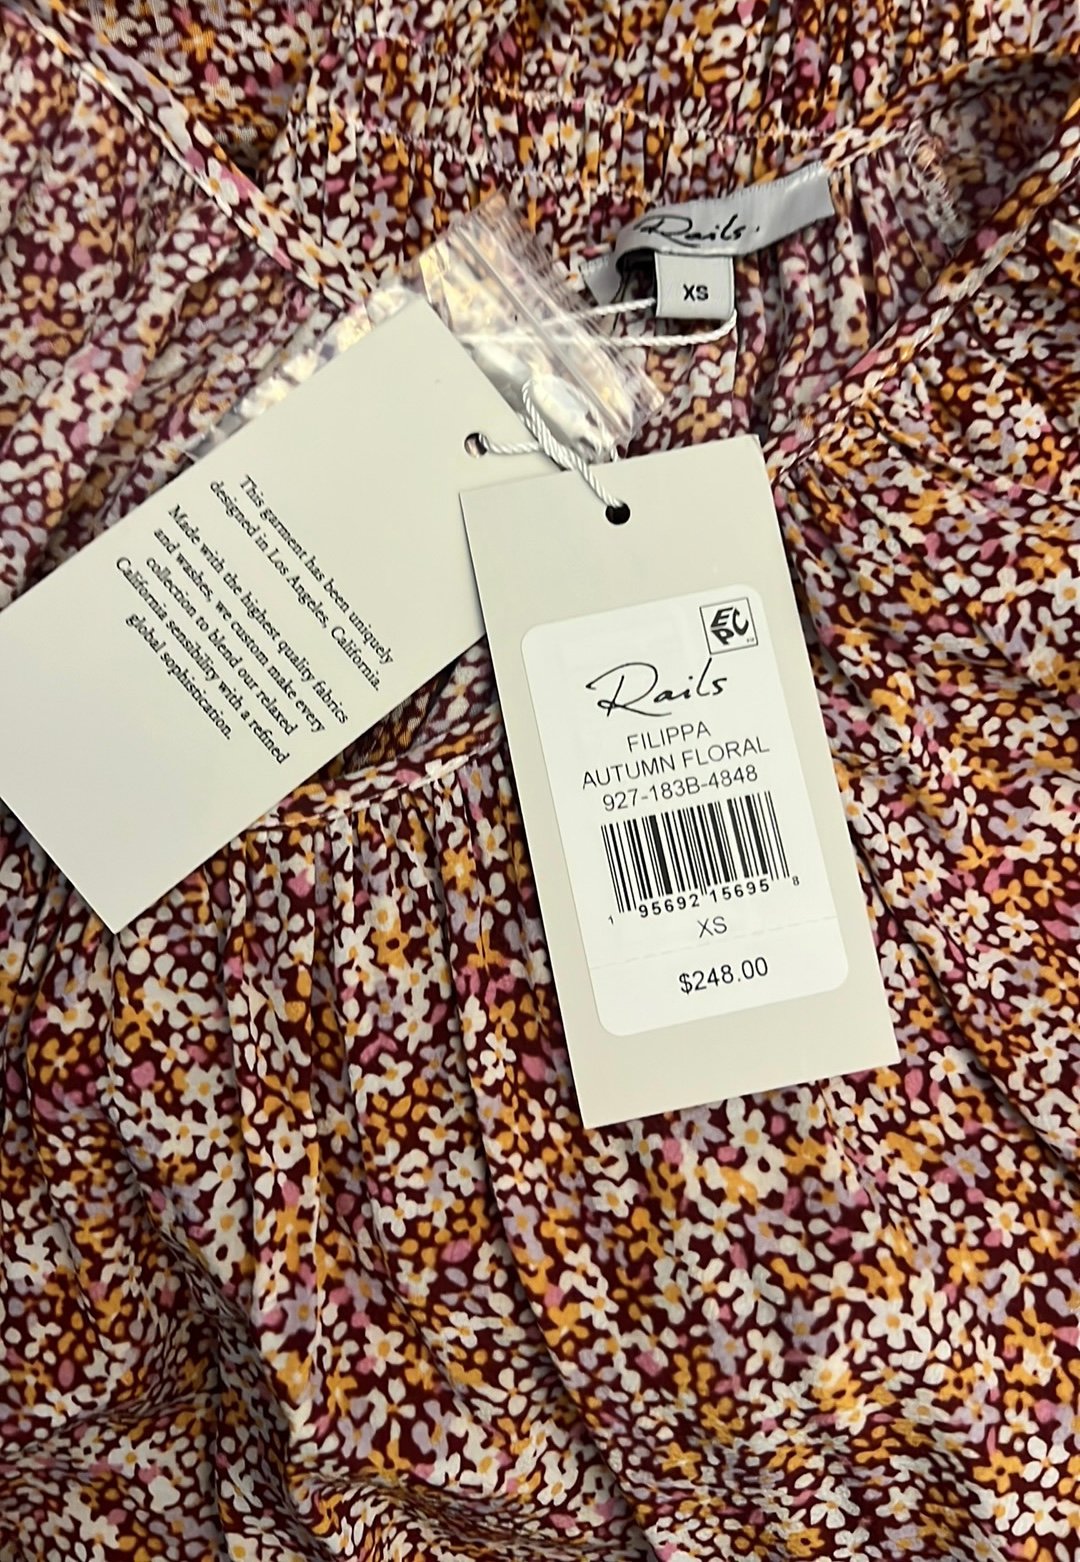 Rails.
XS
This garment has been uniquely
designed in Los Angeles, California.
Made with the highest quality fabrics
and washes, we custom make every
collection to blend our relaxed
California sensibility with a refined
global sophistication.
EPC
Rails
FILIPPA
AUTUMN FLORAL
927-183B-4848
1 95692 15695 8
XS
$248.00